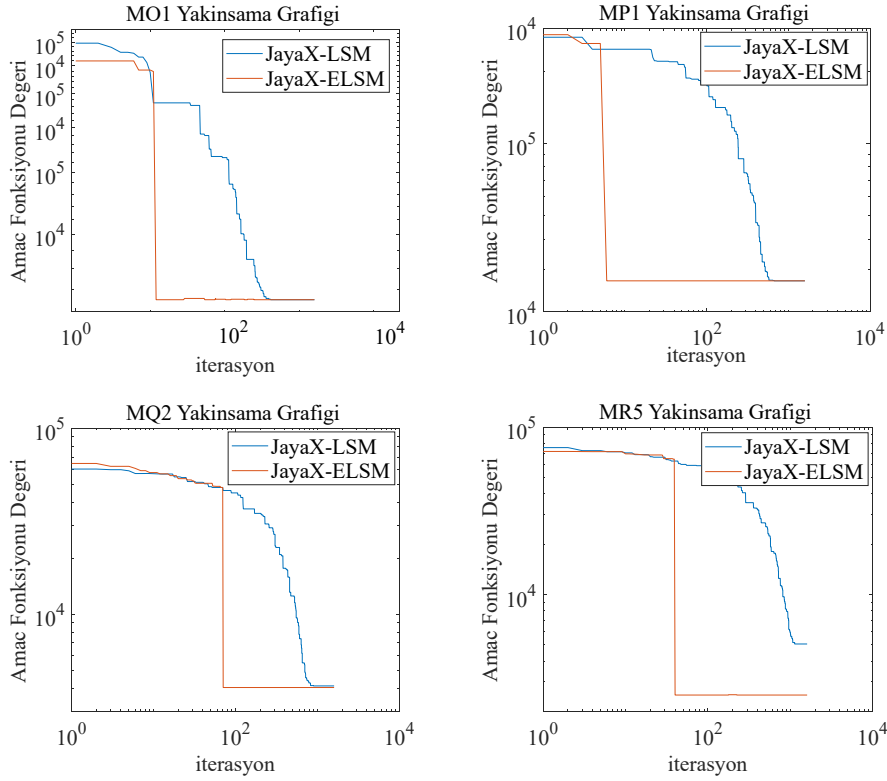 MO1 Yakinsama Grafigi
JayaX-LSM
JayaX-ELSM
Amac Fonksiyonu Degeri
10^5
10^4
10^5
10^4
10^5
10^4
10^0
10^2
10^4
iterasyon
MP1 Yakinsama Grafigi
JayaX-LSM
JayaX-ELSM
Amac Fonksiyonu Degeri
10^4
10^5
10^4
10^0
10^2
10^4
iterasyon
MQ2 Yakinsama Grafigi
JayaX-LSM
JayaX-ELSM
Amac Fonksiyonu Degeri
10^5
10^4
10^0
10^2
10^4
iterasyon
MR5 Yakinsama Grafigi
JayaX-LSM
JayaX-ELSM
Amac Fonksiyonu Degeri
10^5
10^4
10^0
10^2
10^4
iterasyon